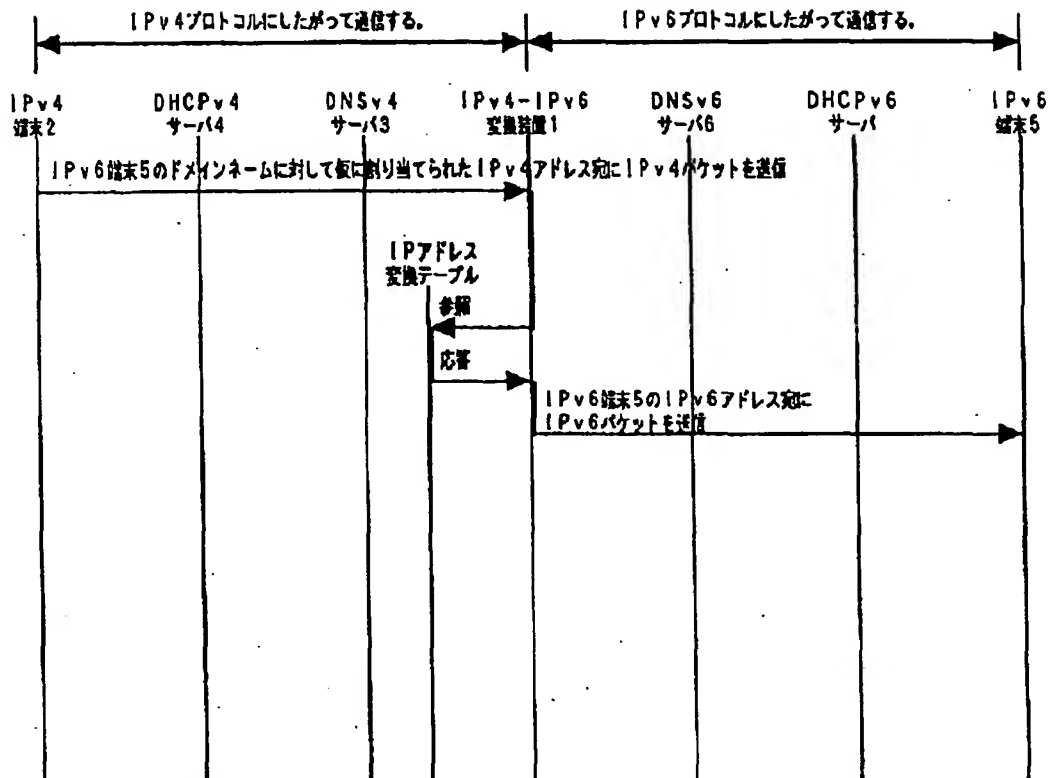 IPv4プロトコルにしたがって通信する。
IPv6プロトコルにしたがって通信する。
IPv4
端末2
DHCPv4
サーバ4
DNSv4
サーバ3
IPv4-IPv6
変換装置1
DNSv6
サーバ6
DHCPv6
サーバ
IPv6
端末5
IPv6端末5のドメインネームに対して仮に割り当てられたIPv4アドレス宛にIPv4パケットを送信
IPアドレス
変換テーブル
参照
応答
IPv6端末5のIPv6アドレス宛に
IPv6パケットを送信